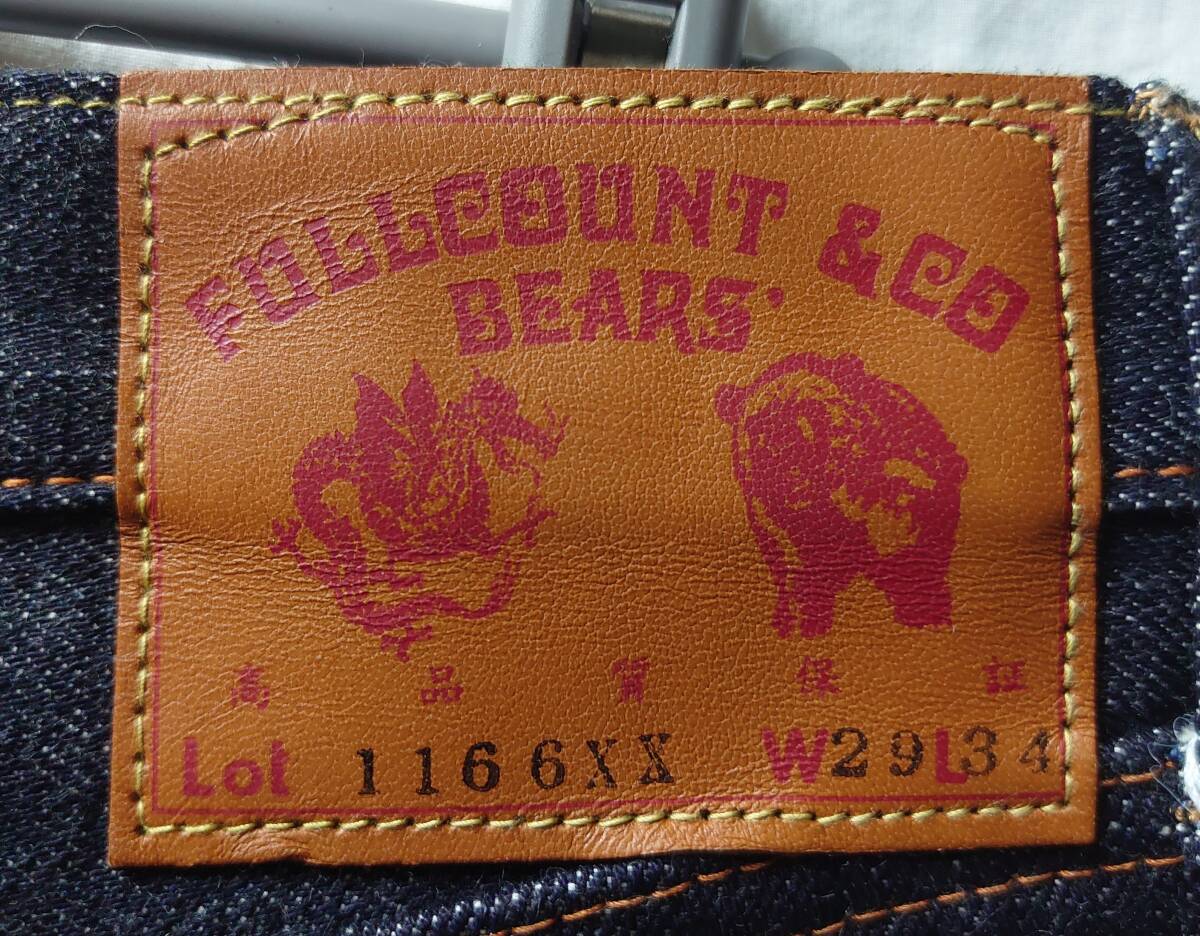 FULLCOUNT & CO
BEARS'
高品質保証
Lot 1166XX W29L34